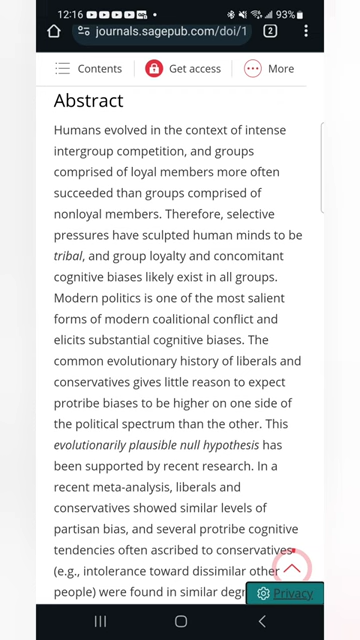 12:16
93%
journals.sagepub.com/doi/1
2
Contents
Get access
More
Abstract
Humans evolved in the context of intense
intergroup competition, and groups
comprised of loyal members more often
succeeded than groups comprised of
nonloyal members. Therefore, selective
pressures have sculpted human minds to be
tribal, and group loyalty and concomitant
cognitive biases likely exist in all groups.
Modern politics is one of the most salient
forms of modern coalitional conflict and
elicits substantial cognitive biases. The
common evolutionary history of liberals and
conservatives gives little reason to expect
protribe biases to be higher on one side of
the political spectrum than the other. This
evolutionarily plausible null hypothesis has
been supported by recent research. In a
recent meta-analysis, liberals and
conservatives showed similar levels of
partisan bias, and several protribe cognitive
tendencies often ascribed to conservatives
(e.g., intolerance toward dissimilar other
people) were found in similar degr
Privacy